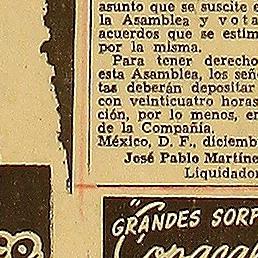 asunto que se suscite e
la Asamblea y vota
acuerdos que se estim
por la misma.
Para tener derecho
esta Asamblea, los seño
tas deberán depositar
con veinticuatro horas
ción, por lo menos, en
de la Compañía.
México, D. F., diciemb
José Pablo Martíne
Liquidador
"GRANDES SORP